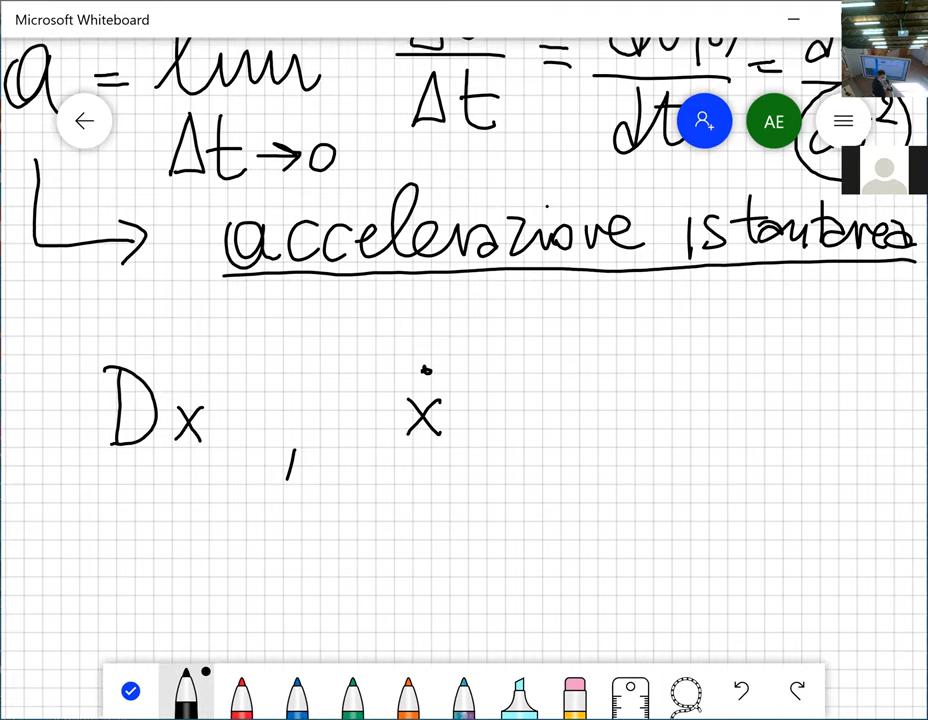 Microsoft Whiteboard
a = lim Δt = dt =
AE
Δt → 0
accelerazione istantanea
Dx , ẋ